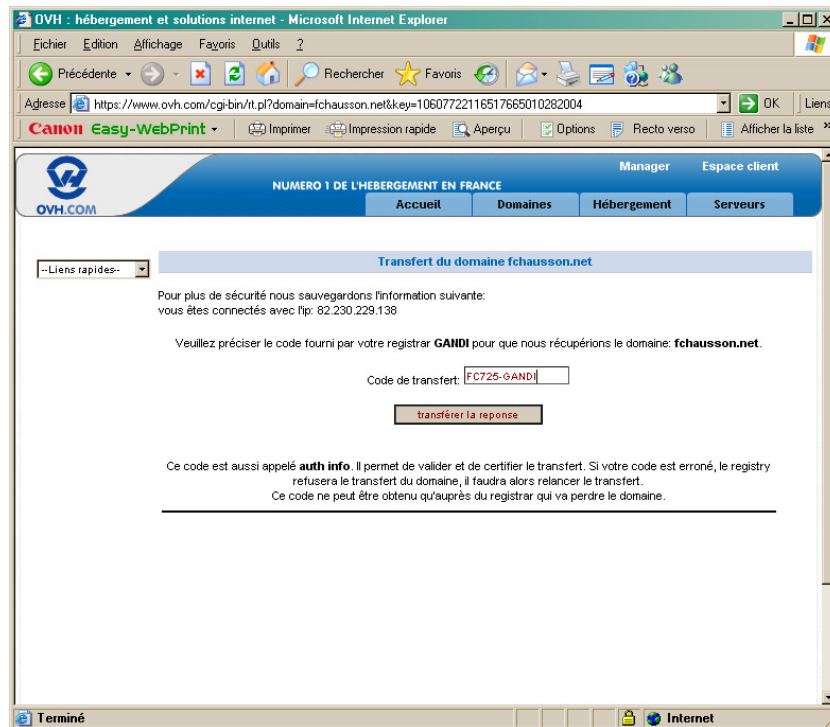 OVH : hébergement et solutions internet - Microsoft Internet Explorer
Fichier Edition Affichage Favoris Outils ?
Précédente Rechercher Favoris
Adresse https://www.ovh.com/cgi-bin/rt.pl?domain=fchausson.net&key=10607722116517665010282004 OK Liens
Canon Easy-WebPrint Imprimer Impression rapide Aperçu Options Recto verso Afficher la liste »
Manager Espace client
NUMERO 1 DE L'HEBERGEMENT EN FRANCE
OVH.COM Accueil Domaines Hébergement Serveurs
--Liens rapides-- Transfert du domaine fchausson.net
Pour plus de sécurité nous sauvegardons l'information suivante:
vous êtes connectés avec l'ip: 82.230.229.138
Veuillez préciser le code fourni par votre registrar GANDI pour que nous récupérions le domaine: fchausson.net.
Code de transfert: FC725-GANDI
transférer la reponse
Ce code est aussi appelé auth info. Il permet de valider et de certifier le transfert. Si votre code est erroné, le registry
refusera le transfert du domaine, il faudra alors relancer le transfert.
Ce code ne peut être obtenu qu'auprès du registrar qui va perdre le domaine.
Terminé Internet